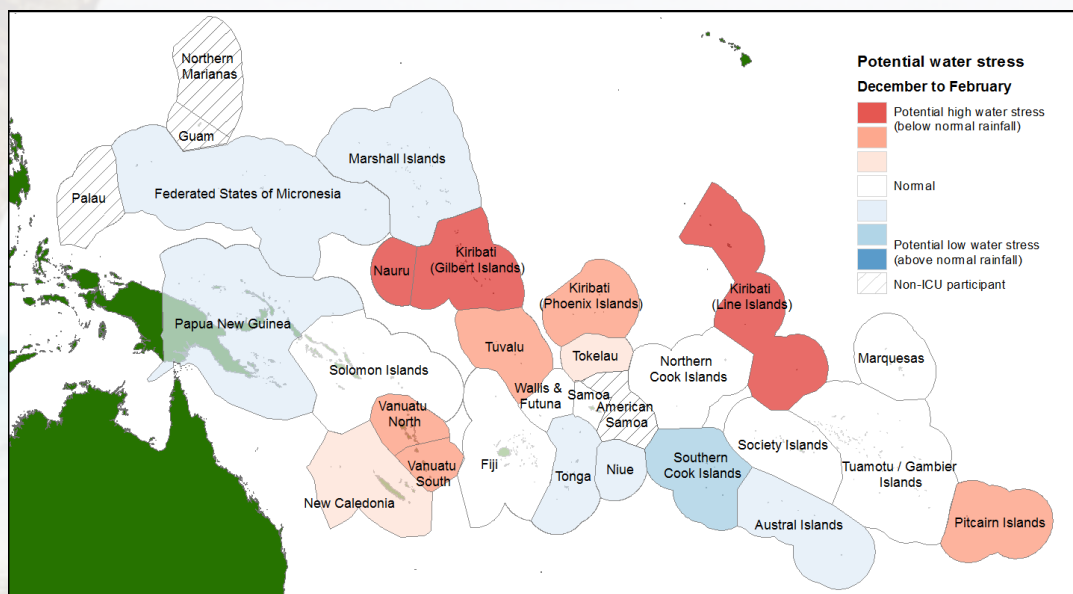 Northern
Marianas
Guam
Palau
Federated States of Micronesia
Marshall Islands
Nauru
Kiribati
(Gilbert Islands)
Papua New Guinea
Solomon Islands
Tuvalu
Kiribati
(Phoenix Islands)
Tokelau
Kiribati
(Line Islands)
Northern
Cook Islands
Marquesas
Wallis &
Futuna
Samoa
American
Samoa
Vanuatu
North
Vahuatu
South
New Caledonia
Fiji
Tonga
Niue
Southern
Cook Islands
Society Islands
Tuamotu / Gambier
Islands
Austral Islands
Pitcairn Islands
Potential water stress
December to February
Potential high water stress
(below normal rainfall)
Normal
Potential low water stress
(above normal rainfall)
Non-ICU participant